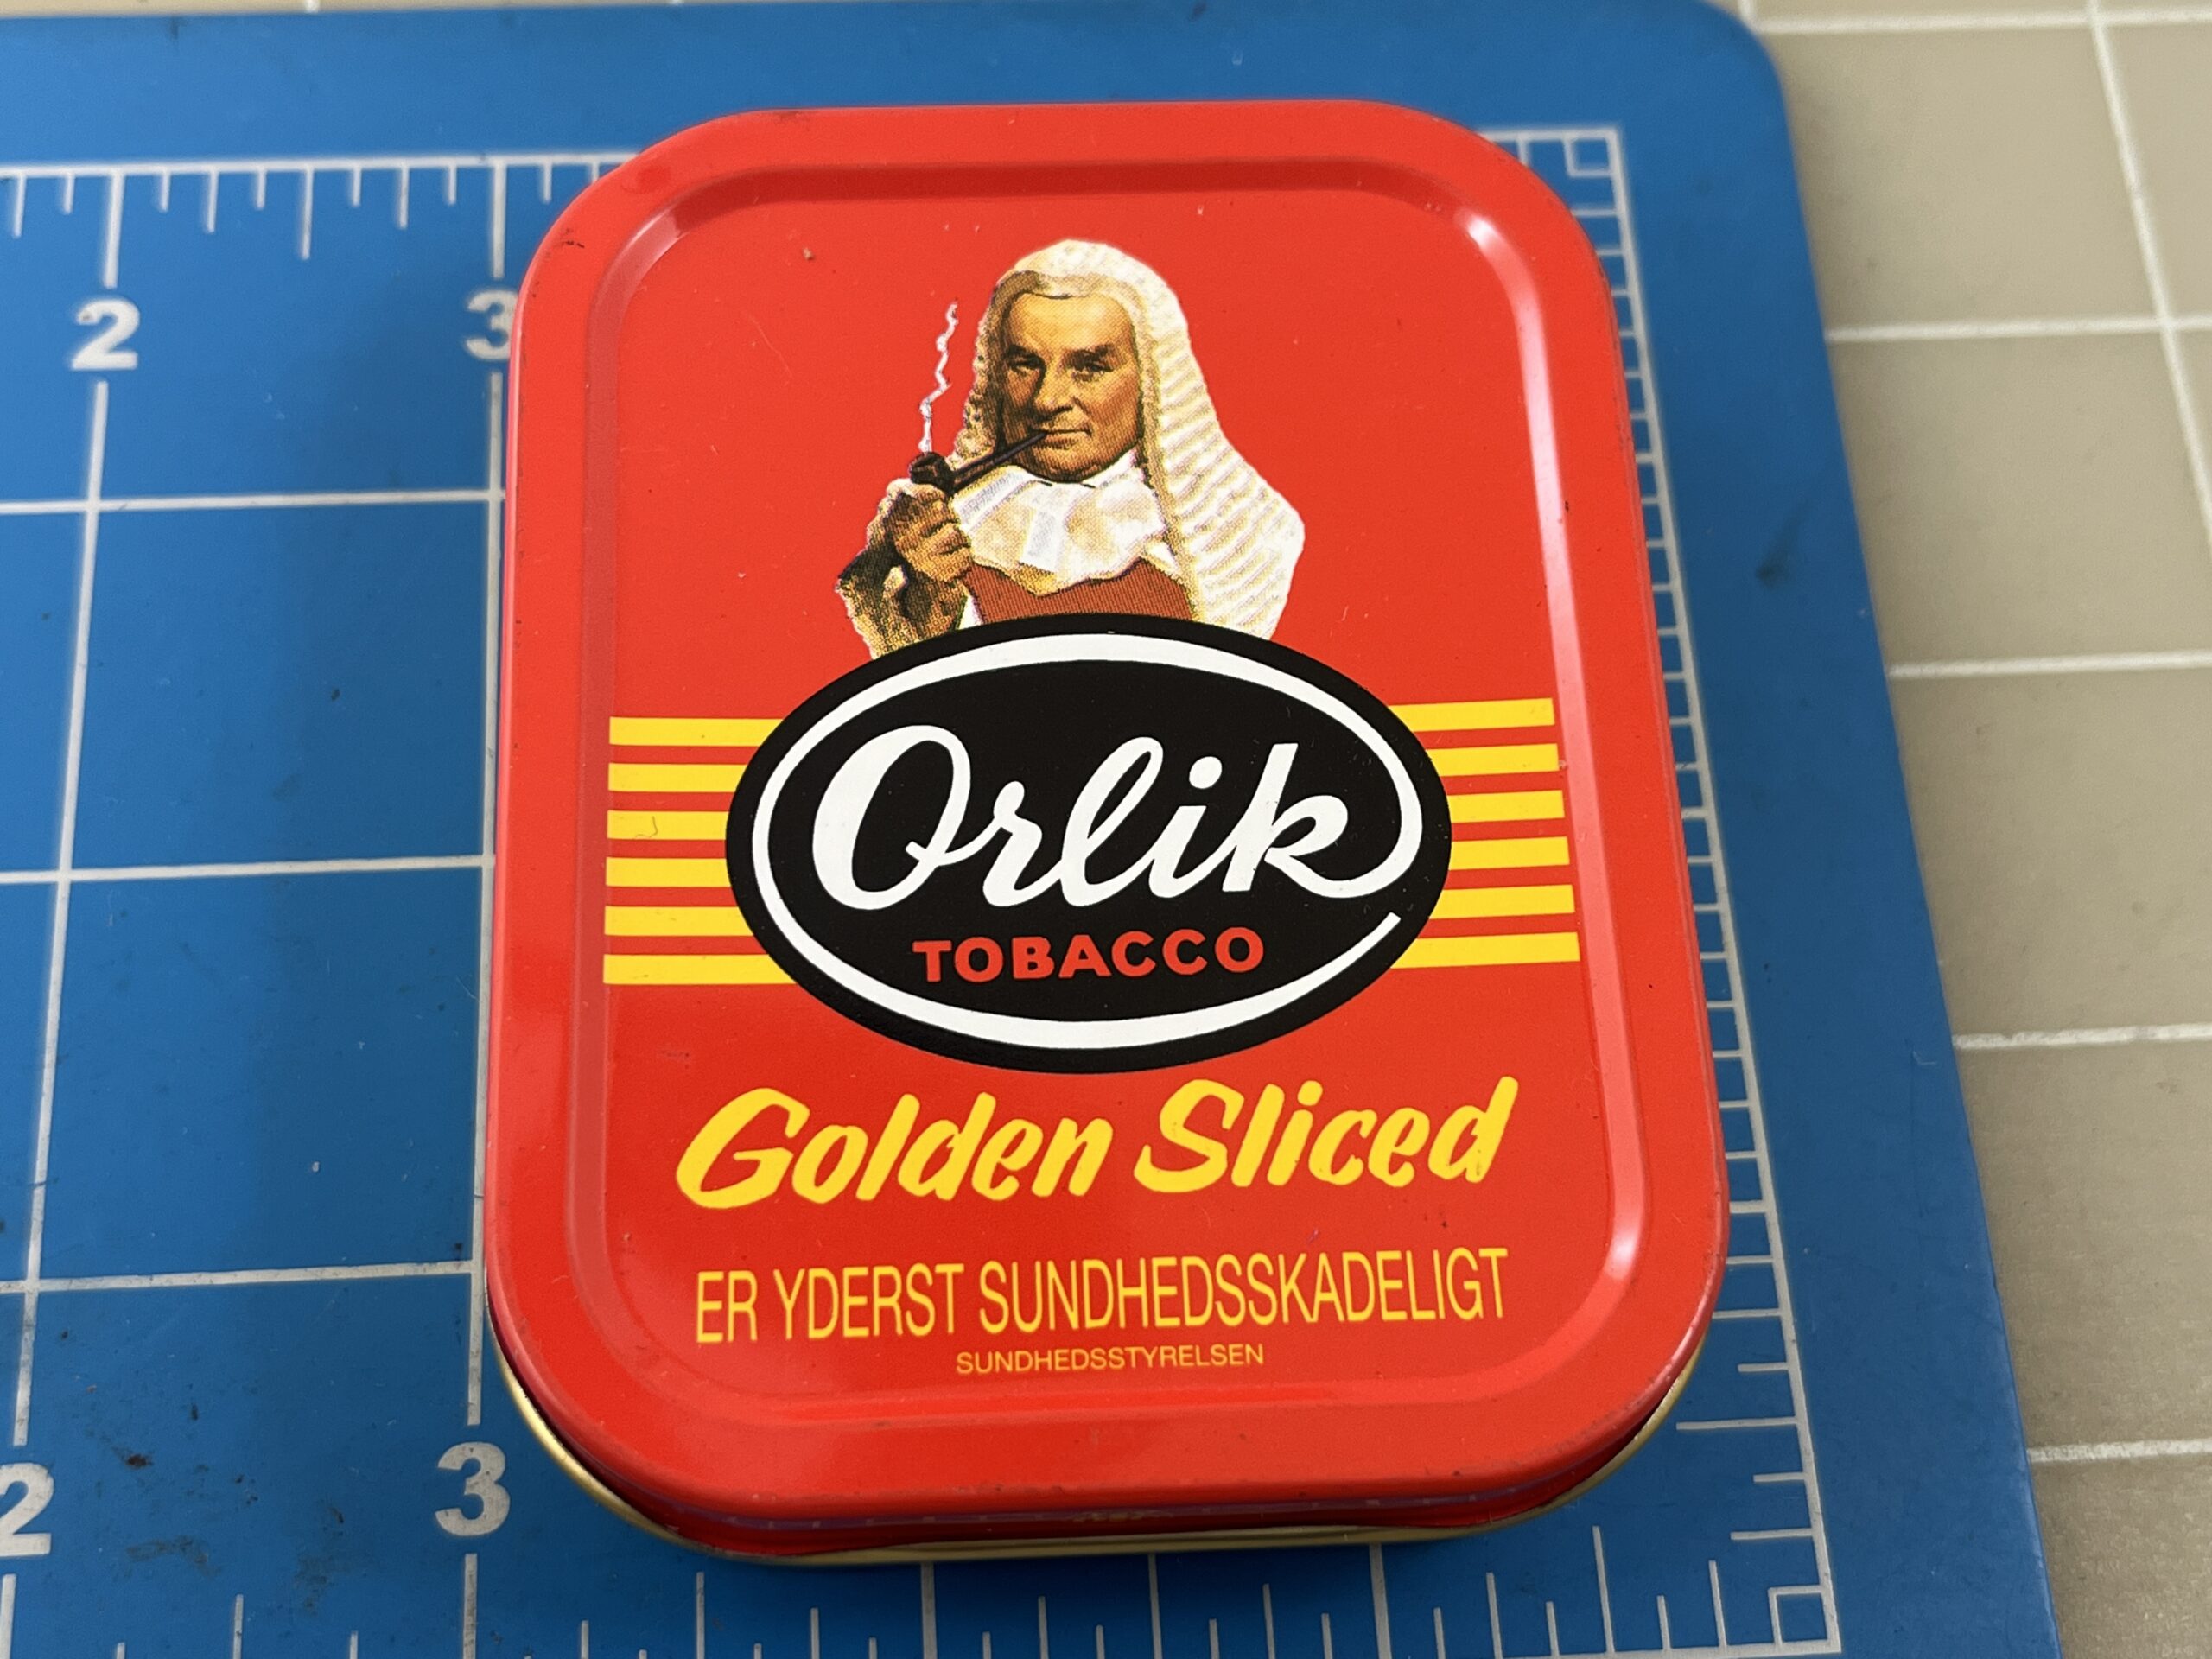 2
3
Orlik
TOBACCO
Golden Sliced
ER YDERST SUNDHEDSSKADELIGT
SUNDHEDSSTYRELSEN
2
3